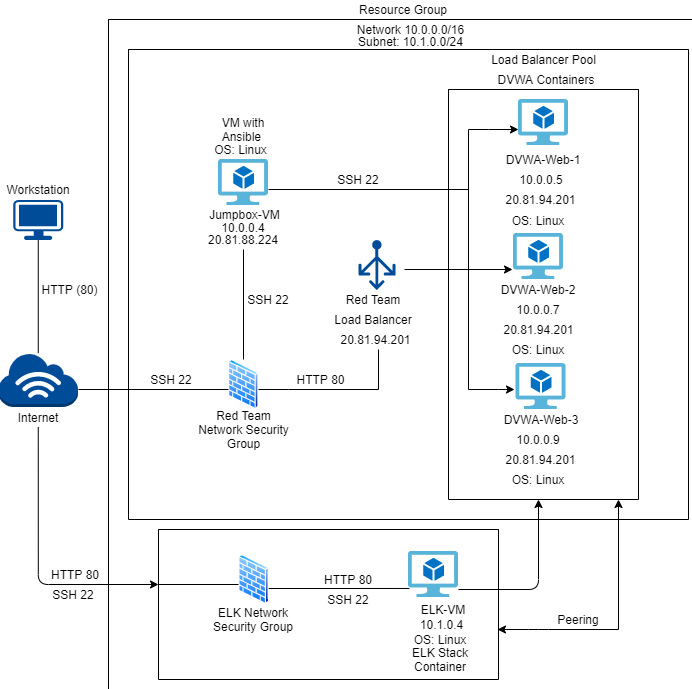 Resource Group
Network 10.0.0.0/16
Subnet: 10.1.0.0/24
Load Balancer Pool
DVWA Containers
VM with
Ansible
OS: Linux
Jumpbox-VM
10.0.0.4
20.81.88.224
SSH 22
DVWA-Web-1
10.0.0.5
20.81.94.201
OS: Linux
Workstation
HTTP (80)
SSH 22
Red Team
Load Balancer
20.81.94.201
DVWA-Web-2
10.0.0.7
20.81.94.201
OS: Linux
Internet
SSH 22
HTTP 80
Red Team
Network Security
Group
DVWA-Web-3
10.0.0.9
20.81.94.201
OS: Linux
HTTP 80
SSH 22
ELK Network
Security Group
HTTP 80
SSH 22
ELK-VM
10.1.0.4
OS: Linux
ELK Stack
Container
Peering